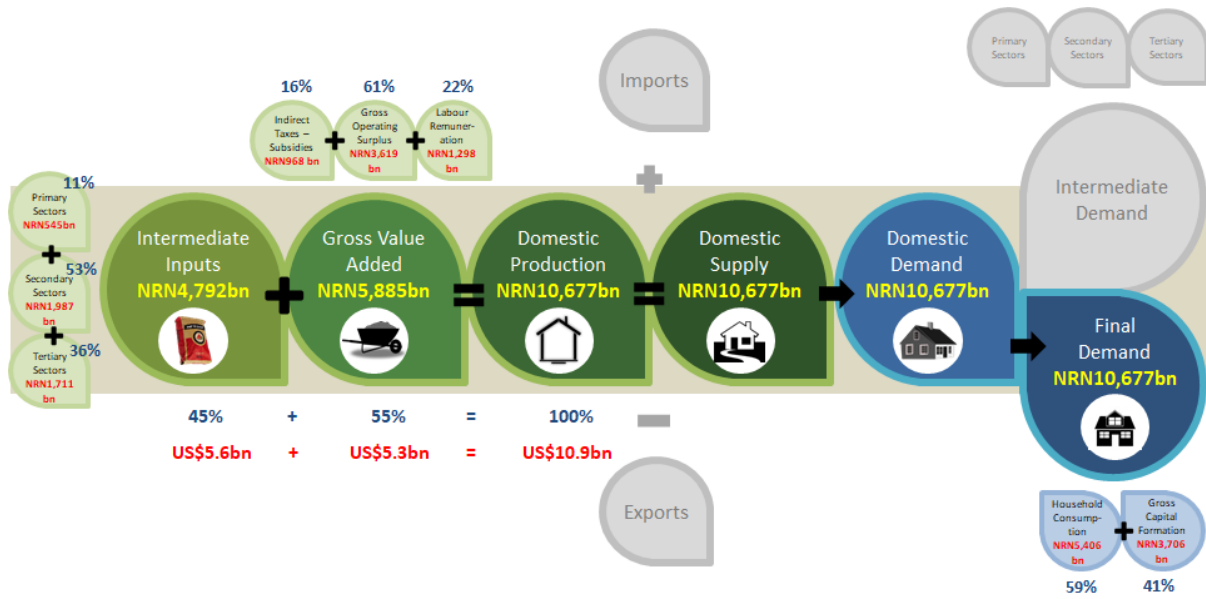 Primary
Sectors
Secondary
Sectors
Tertiary
Sectors
Imports
16%
61%
22%
Indirect
Taxes –
Subsidies
NRN968 bn
Gross
Operating
Surplus
NRN3,619
bn
Labour
Remuner-
ation
NRN1,298
bn
11%
Primary
Sectors
NRN545bn
53%
Secondary
Sectors
NRN1,987
bn
36%
Tertiary
Sectors
NRN1,711
bn
Intermediate
Inputs
NRN4,792bn
+
Gross Value
Added
NRN5,885bn
=
Domestic
Production
NRN10,677bn
=
Domestic
Supply
NRN10,677bn
Domestic
Demand
NRN10,677bn
Intermediate
Demand
Final
Demand
NRN10,677bn
45% + 55% = 100%
US$5.6bn + US$5.3bn = US$10.9bn
Exports
Household
Consump-
tion
NRN5,406
bn
Gross
Capital
Formation
NRN3,706
bn
59%
41%